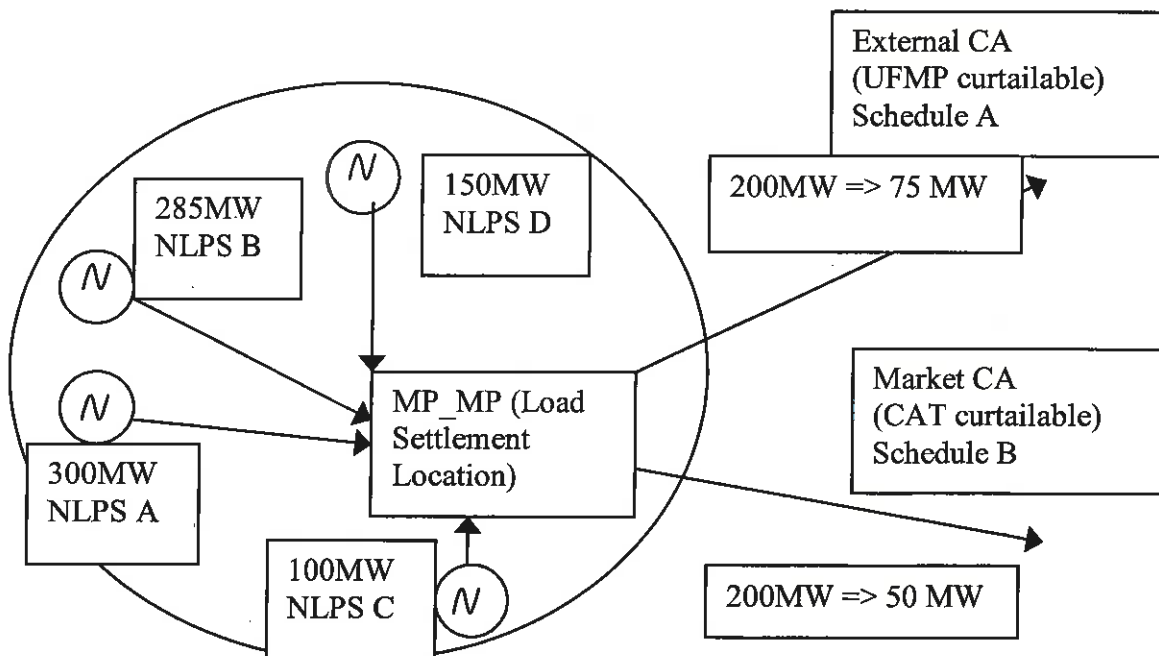 External CA
(UFMP curtailable)
Schedule A
200MW => 75 MW
N
150MW
NLPS D
285MW
NLPS B
N
N
300MW
NLPS A
MP_MP (Load
Settlement
Location)
Market CA
(CAT curtailable)
Schedule B
100MW
NLPS C
N
200MW => 50 MW